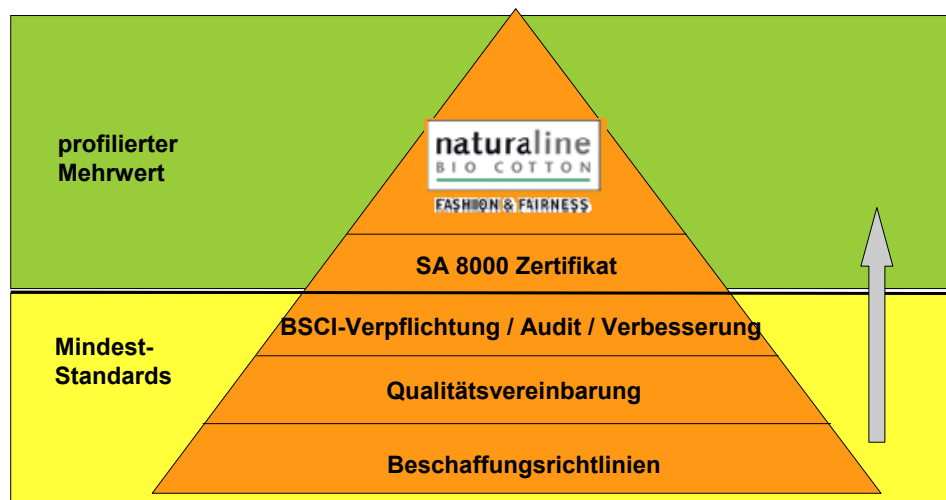 profilierter
Mehrwert
naturaline
BIO COTTON
FASHION & FAIRNESS
SA 8000 Zertifikat
BSCI-Verpflichtung / Audit / Verbesserung
Mindest-
Standards
Qualitätsvereinbarung
Beschaffungsrichtlinien